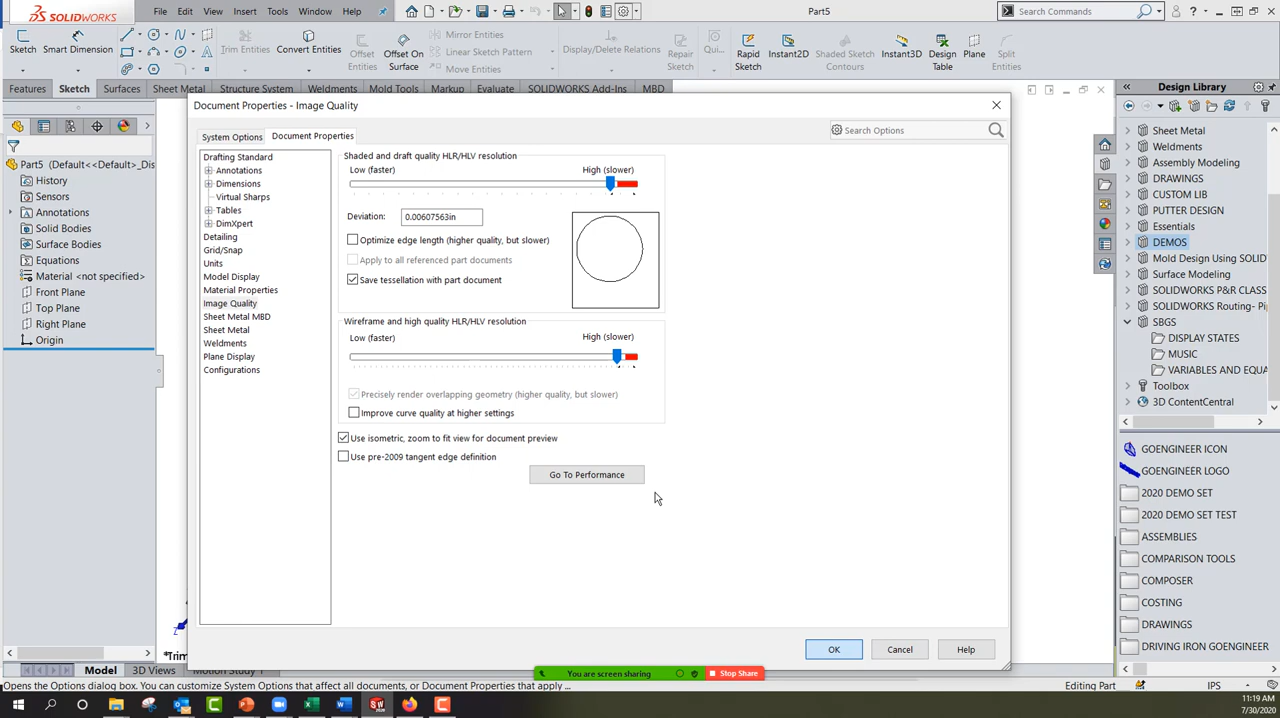 SOLIDWORKS File Edit View Insert Tools Window Help Part5 Search Commands
Sketch Smart Dimension Trim Entities Convert Entities Offset Entities Offset On Surface Mirror Entities Linear Sketch Pattern Move Entities Display/Delete Relations Repair Sketch Qui... Rapid Sketch Instant2D Shaded Sketch Contours Instant3D Design Table Plane Split Entities
Features Sketch Surfaces Sheet Metal Structure System Weldments Mold Tools Markup Evaluate SOLIDWORKS Add-Ins MBD
Part5 (Default<<Default>_Dis
History
Sensors
Annotations
Solid Bodies
Surface Bodies
Equations
Material <not specified>
Front Plane
Top Plane
Right Plane
Origin
*Trim
Document Properties - Image Quality
System Options Document Properties
Search Options
Drafting Standard
Annotations
Dimensions
Virtual Sharps
Tables
DimXpert
Detailing
Grid/Snap
Units
Model Display
Material Properties
Image Quality
Sheet Metal MBD
Sheet Metal
Weldments
Plane Display
Configurations
Shaded and draft quality HLR/HLV resolution
Low (faster) High (slower)
Deviation: 0.00607563in
Optimize edge length (higher quality, but slower)
Apply to all referenced part documents
Save tessellation with part document
Wireframe and high quality HLR/HLV resolution
Low (faster) High (slower)
Precisely render overlapping geometry (higher quality, but slower)
Improve curve quality at higher settings
Use isometric, zoom to fit view for document preview
Use pre-2009 tangent edge definition
Go To Performance
OK Cancel Help
Design Library
Sheet Metal
Weldments
Assembly Modeling
DRAWINGS
CUSTOM LIB
PUTTER DESIGN
Essentials
DEMOS
Mold Design Using SOLID
Surface Modeling
SOLIDWORKS P&R CLASS
SOLIDWORKS Routing- Pi
SBGS
DISPLAY STATES
MUSIC
VARIABLES AND EQUA
Toolbox
3D ContentCentral
GOENGINEER ICON
GOENGINEER LOGO
2020 DEMO SET
2020 DEMO SET TEST
ASSEMBLIES
COMPARISON TOOLS
COMPOSER
COSTING
DRAWINGS
DRIVING IRON GOENGINEER
Model 3D Views Motion Study 1
You are screen sharing Stop Share
Opens the Options dialog box. You can customize System Options that affect all documents, or Document Properties that apply ... Editing Part IPS
11:19 AM
7/30/2020